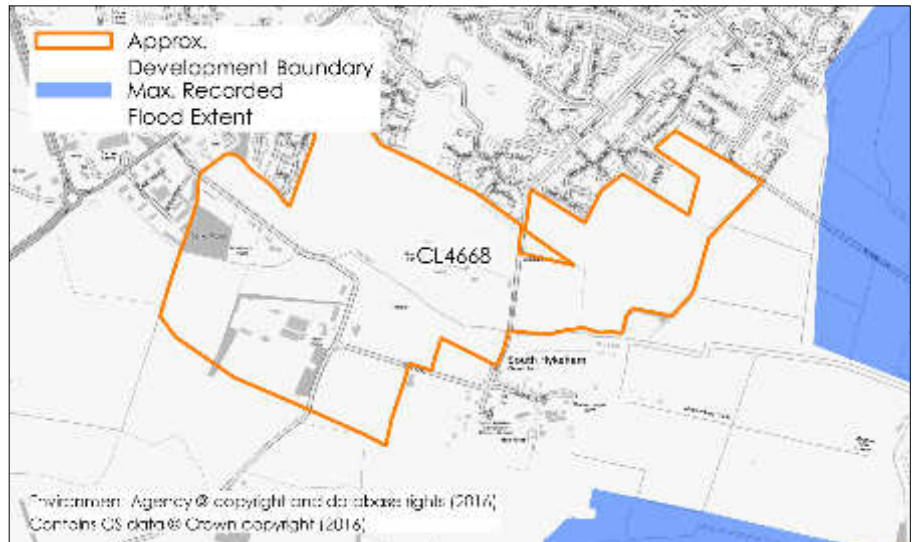 Approx.
Development Boundary
Max. Recorded
Flood Extent
CL4668
South Hykeham
Environment Agency © copyright and database rights (2016)
Contains OS data © Crown copyright (2016)